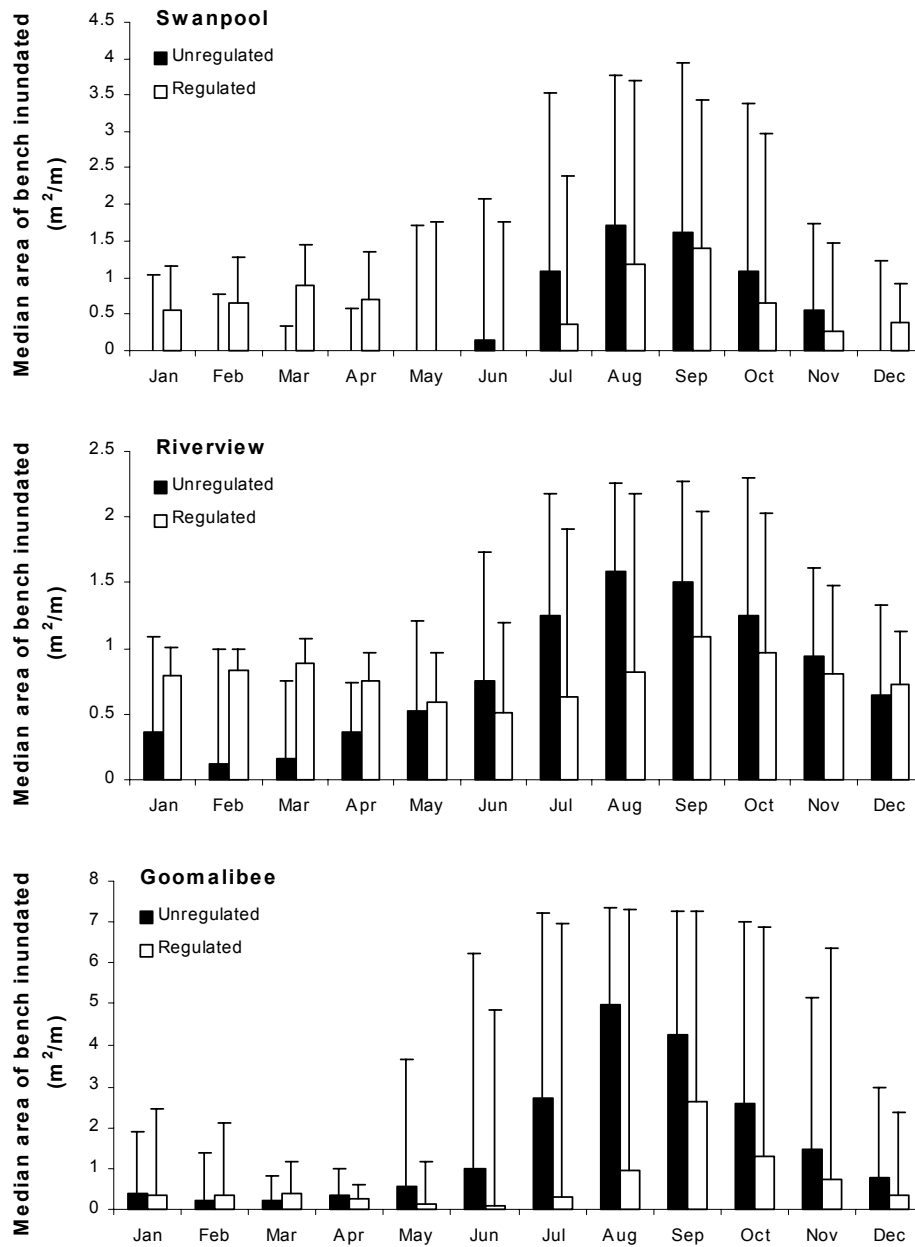 Swanpool
Median area of bench inundated
(m²/m)
4.5
4
3.5
3
2.5
2
1.5
1
0.5
0
Unregulated
Regulated
Jan Feb Mar Apr May Jun Jul Aug Sep Oct Nov Dec
Riverview
Median area of bench inundated
(m²/m)
2.5
2
1.5
1
0.5
0
Unregulated
Regulated
Jan Feb Mar Apr May Jun Jul Aug Sep Oct Nov Dec
Goomalibee
Median area of bench inundated
(m²/m)
8
7
6
5
4
3
2
1
0
Unregulated
Regulated
Jan Feb Mar Apr May Jun Jul Aug Sep Oct Nov Dec